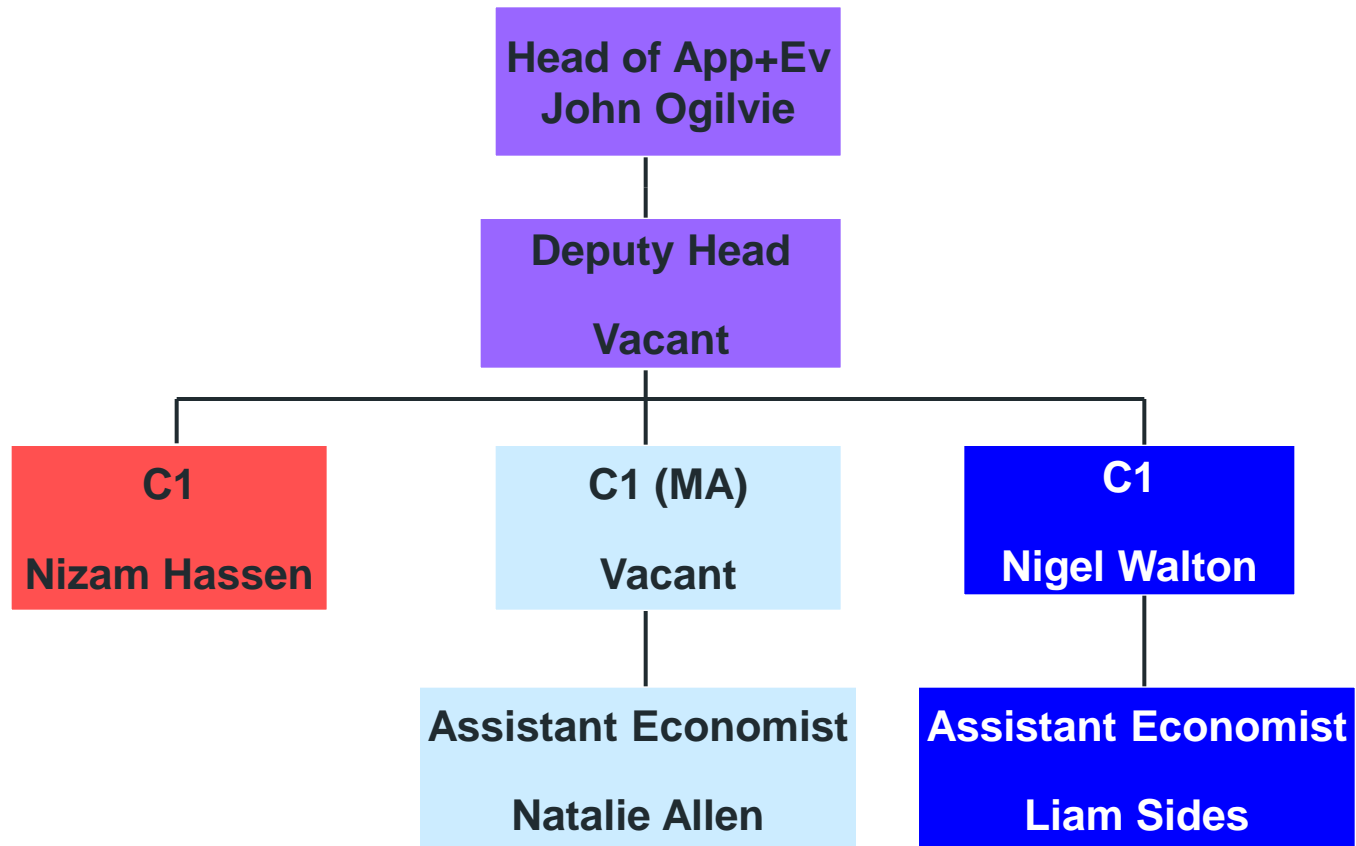 Head of App+Ev
John Ogilvie
Deputy Head
Vacant
C1
Nizam Hassen
C1 (MA)
Vacant
C1
Nigel Walton
Assistant Economist
Natalie Allen
Assistant Economist
Liam Sides